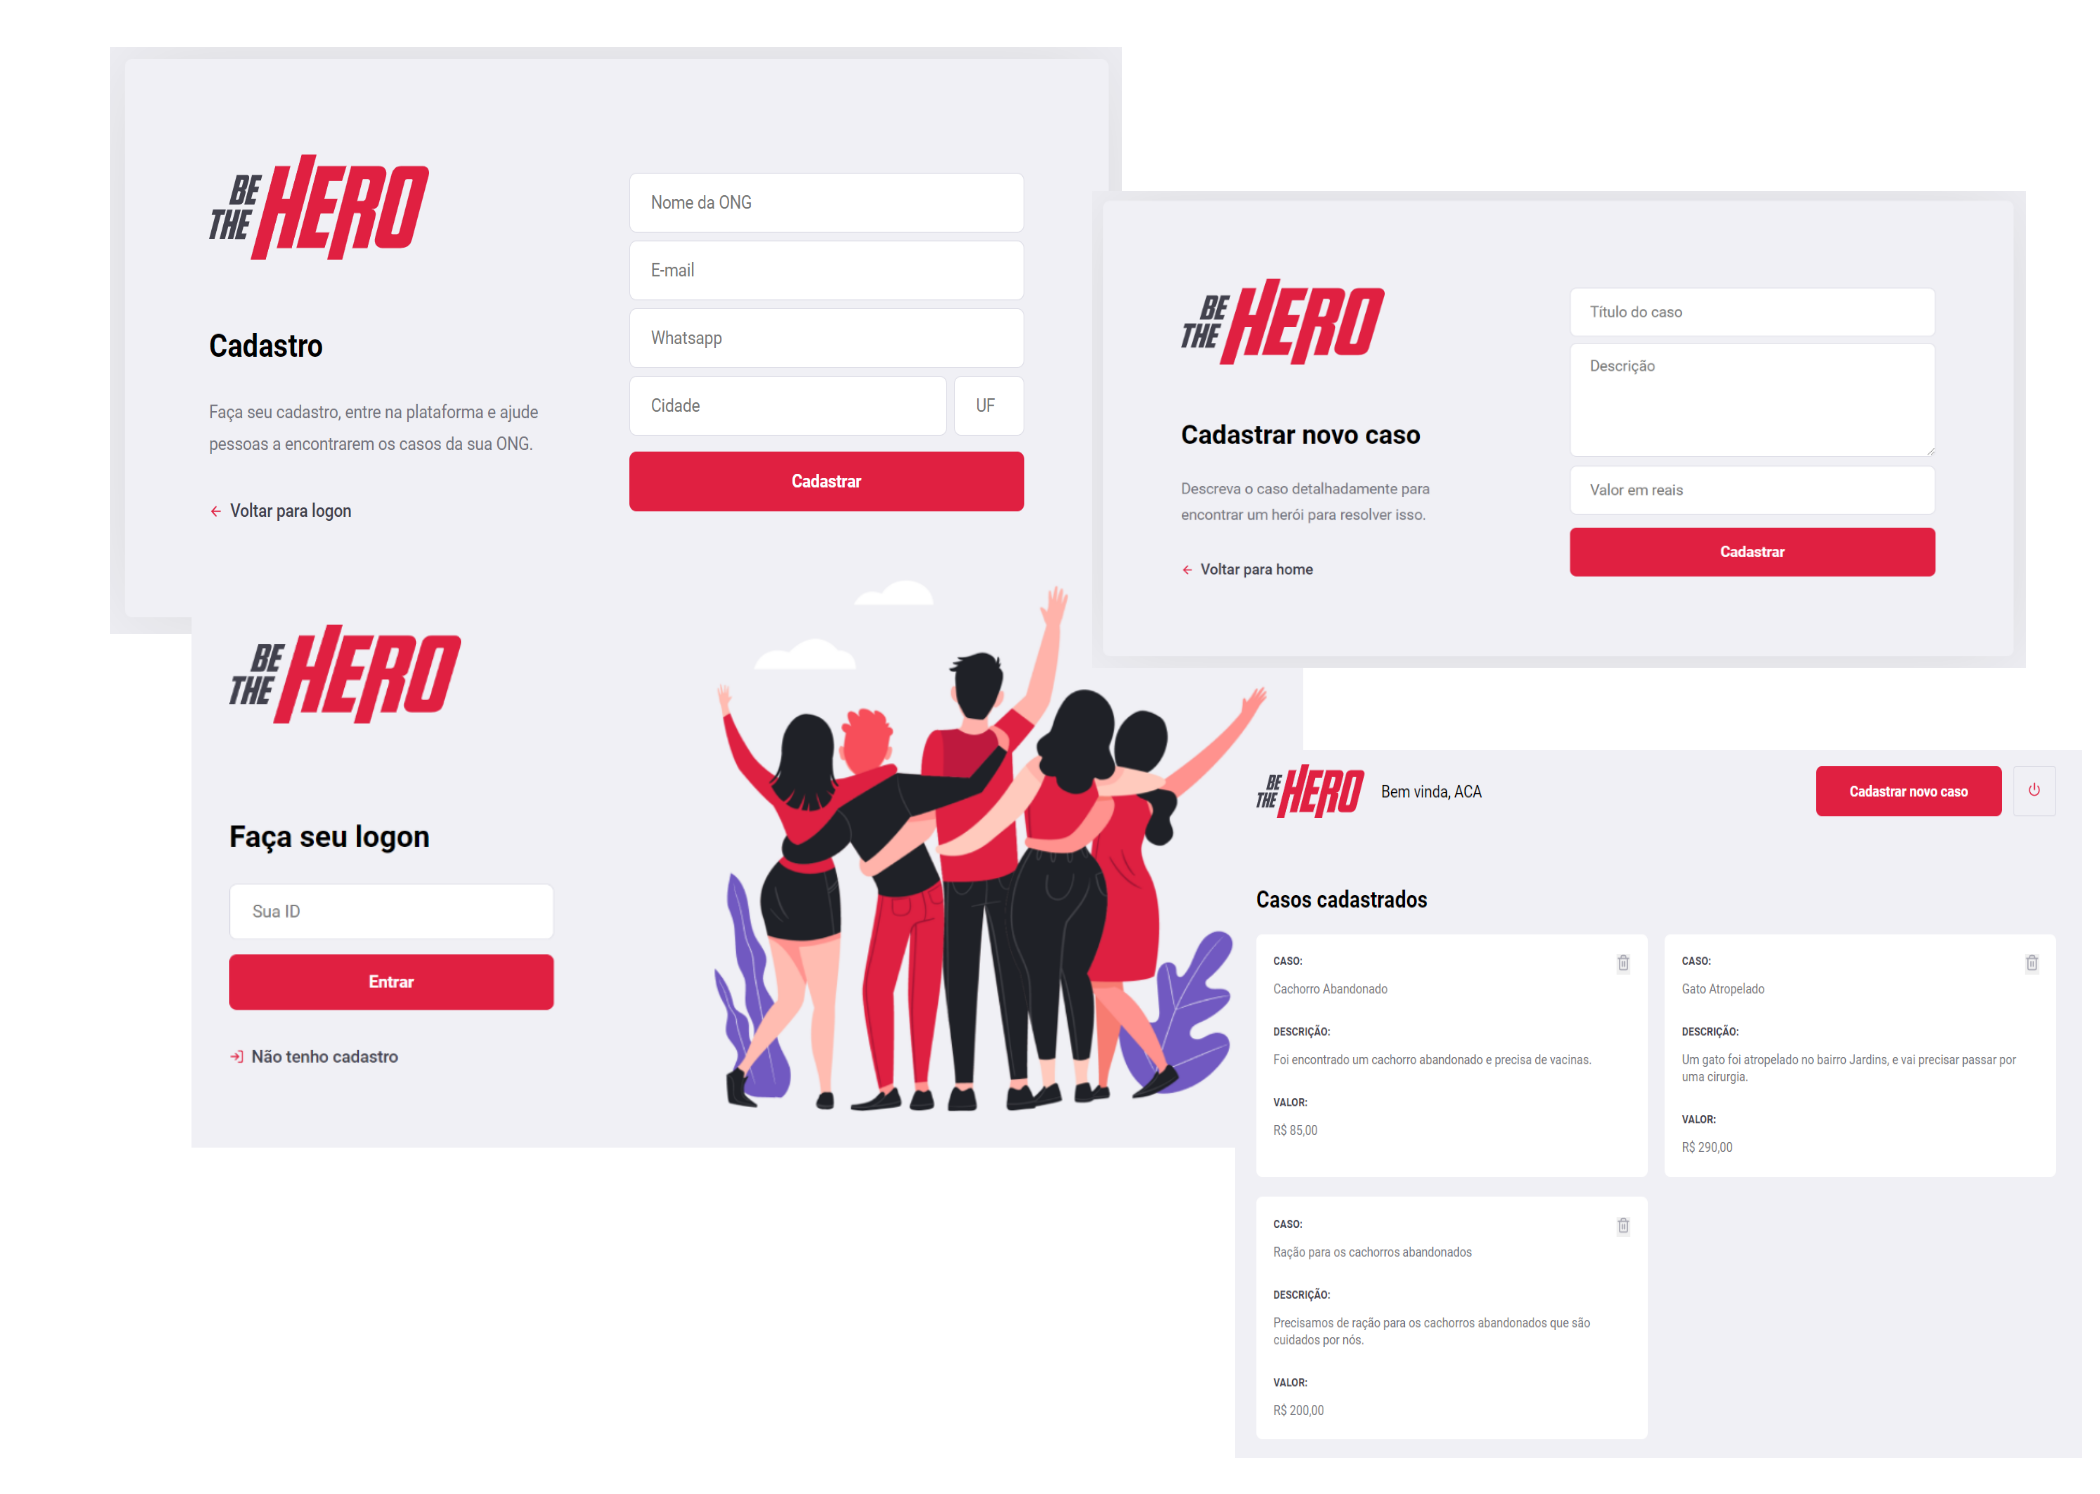 BE THE HERO
Cadastro
Faça seu cadastro, entre na plataforma e ajude
pessoas a encontrarem os casos da sua ONG.
Voltar para logon
Nome da ONG
E-mail
Whatsapp
Cidade
UF
Cadastrar
BE THE HERO
Cadastrar novo caso
Descreva o caso detalhadamente para
encontrar um herói para resolver isso.
Voltar para home
Título do caso
Descrição
Valor em reais
Cadastrar
BE THE HERO
Faça seu logon
Sua ID
Entrar
Não tenho cadastro
BE THE HERO
Bem vinda, ACA
Cadastrar novo caso
Casos cadastrados
CASO:
Cachorro Abandonado
DESCRIÇÃO:
Foi encontrado um cachorro abandonado e precisa de vacinas.
VALOR:
R$ 85,00
CASO:
Gato Atropelado
DESCRIÇÃO:
Um gato foi atropelado no bairro Jardins, e vai precisar passar por
uma cirurgia.
VALOR:
R$ 290,00
CASO:
Ração para os cachorros abandonados
DESCRIÇÃO:
Precisamos de ração para os cachorros abandonados que são
cuidados por nós.
VALOR:
R$ 200,00